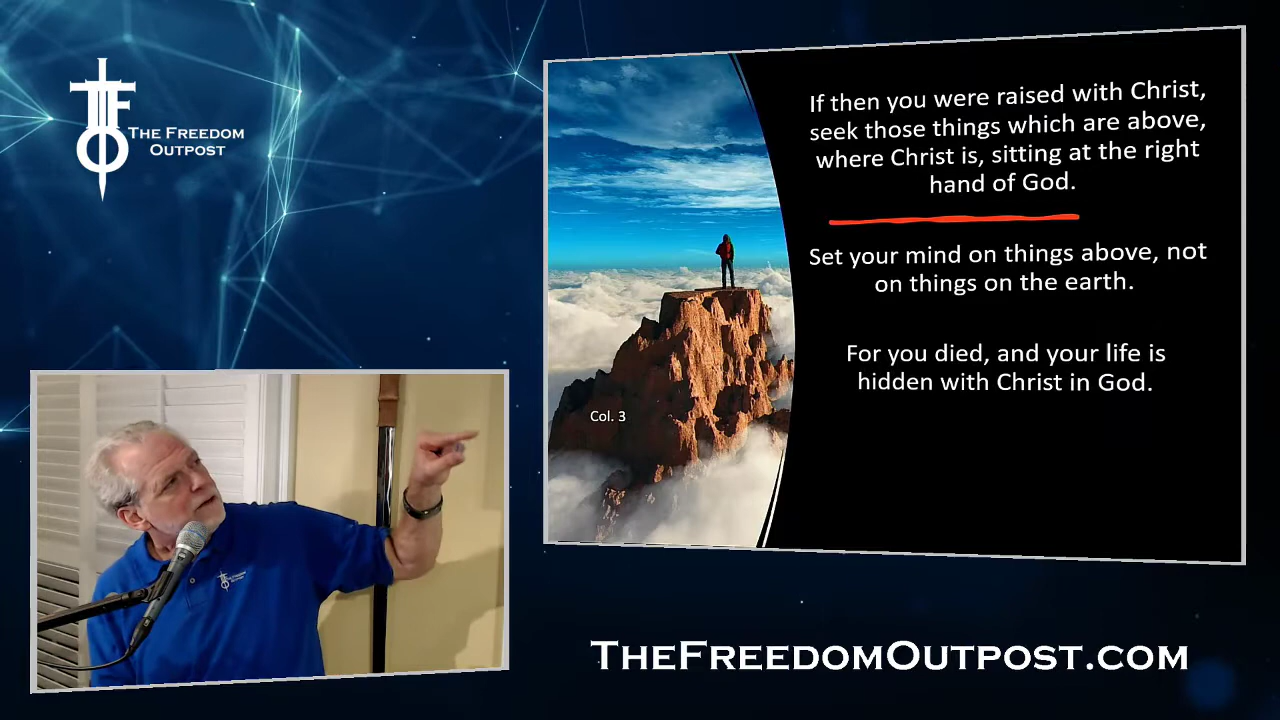 The Freedom
Outpost
If then you were raised with Christ,
seek those things which are above,
where Christ is, sitting at the right
hand of God.
Set your mind on things above, not
on things on the earth.
For you died, and your life is
hidden with Christ in God.
Col. 3
TheFreedomOutpost.com